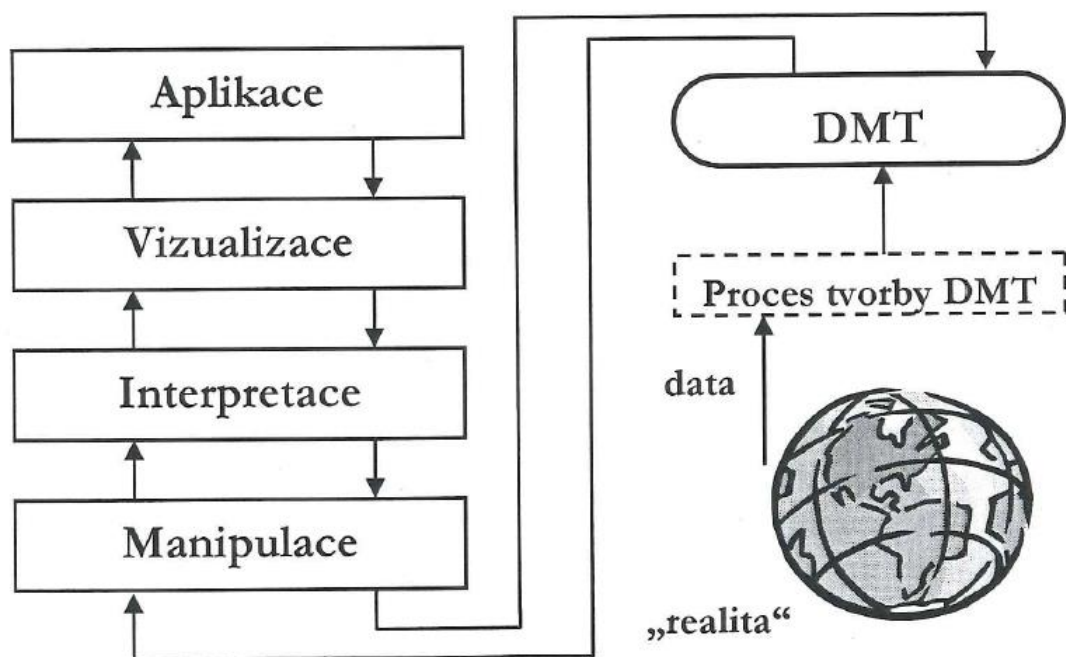 Aplikace
Vizualizace
Interpretace
Manipulace
DMT
Proces tvorby DMT
data
„realita“